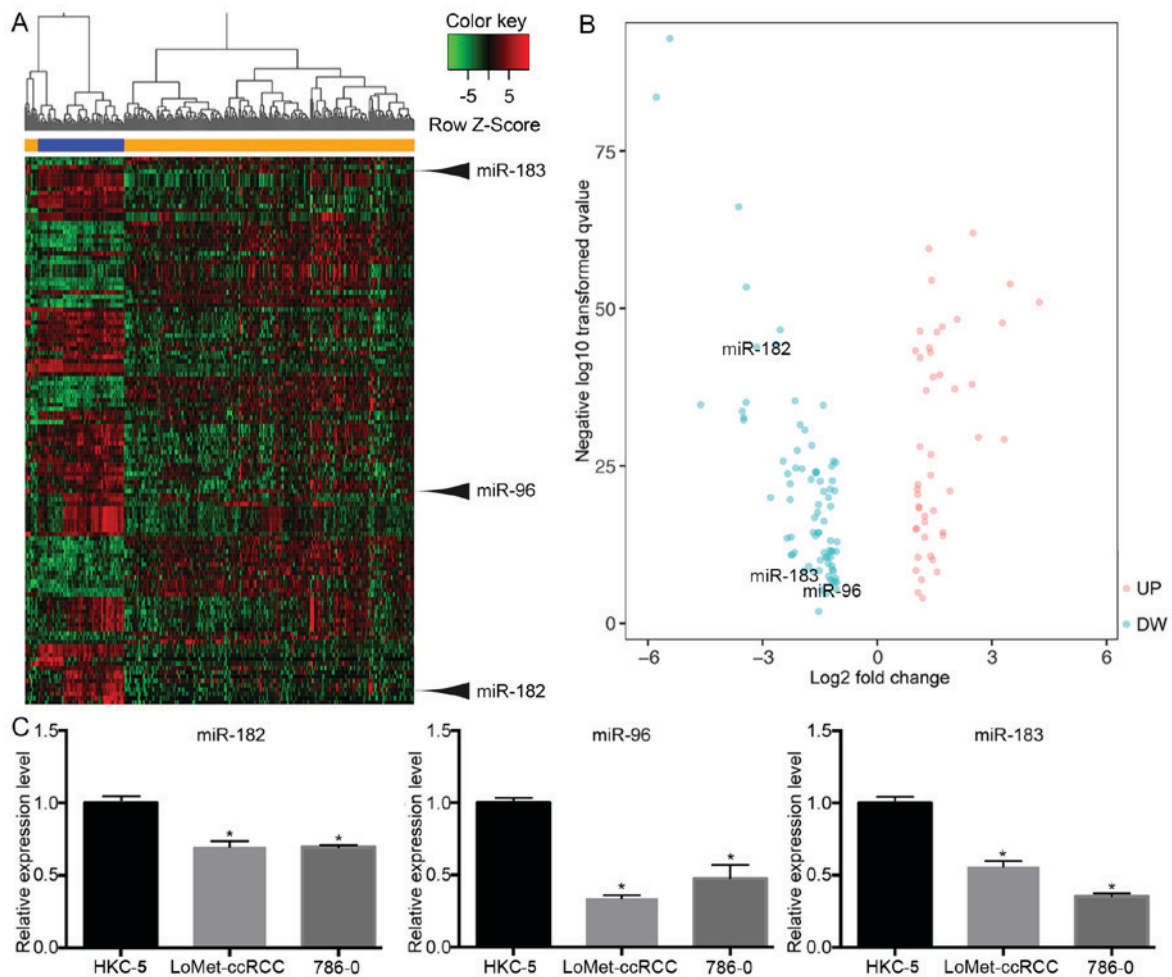 A
Color key
-5 5
Row Z-Score
miR-183
miR-96
miR-182
B
Negative log10 transformed qvalue
75
50
25
0
miR-182
miR-183
miR-96
UP
DW
−6 −3 0 3 6
Log2 fold change
C
miR-182
Relative expression level
1.5
1.0
0.5
0.0
*
*
HKC-5 LoMet-ccRCC 786-0
miR-96
Relative expression level
1.5
1.0
0.5
0.0
*
*
HKC-5 LoMet-ccRCC 786-0
miR-183
Relative expression level
1.5
1.0
0.5
0.0
*
*
HKC-5 LoMet-ccRCC 786-0